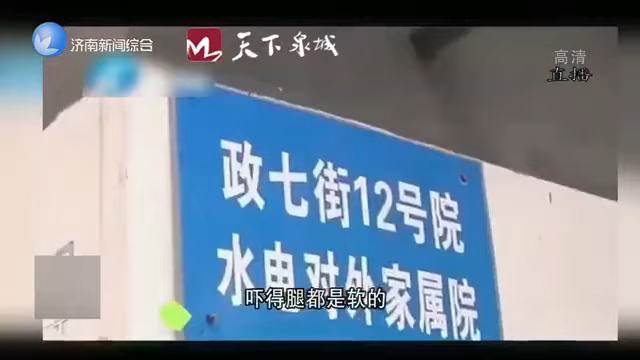 济南新闻综合
天下泉城
高清
直播
政七街12号院
水电对外家属院
吓得腿都是软的